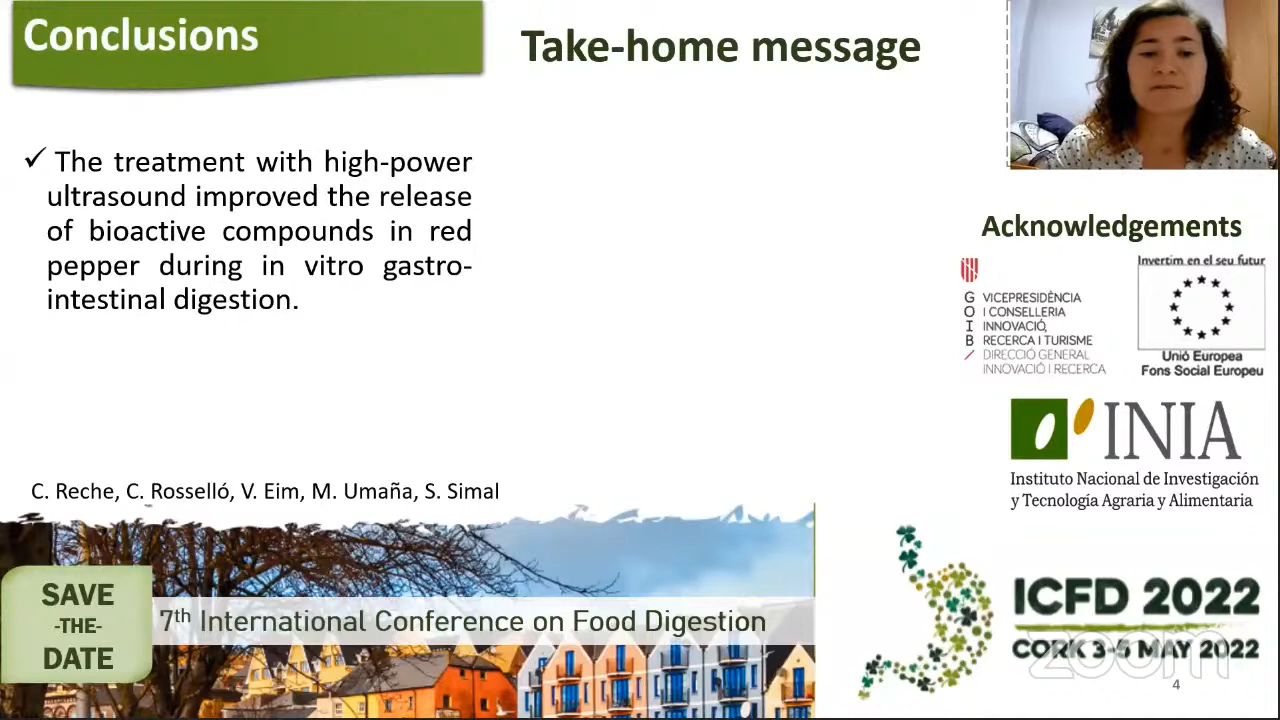 Conclusions
Take-home message
✓ The treatment with high-power
ultrasound improved the release
of bioactive compounds in red
pepper during in vitro gastro-
intestinal digestion.
Acknowledgements
G VICEPRESIDÈNCIA
O I CONSELLERIA
I INNOVACIÓ,
B RECERCA I TURISME
/ DIRECCIÓ GENERAL
INNOVACIÓ I RECERCA
Invertim en el seu futur
Unió Europea
Fons Social Europeu
INIA
Instituto Nacional de Investigación
y Tecnología Agraria y Alimentaria
C. Reche, C. Rosselló, V. Eim, M. Umaña, S. Simal
SAVE
-THE-
DATE
7th International Conference on Food Digestion
ICFD 2022
CORK 3-5 MAY 2022
zoom
4